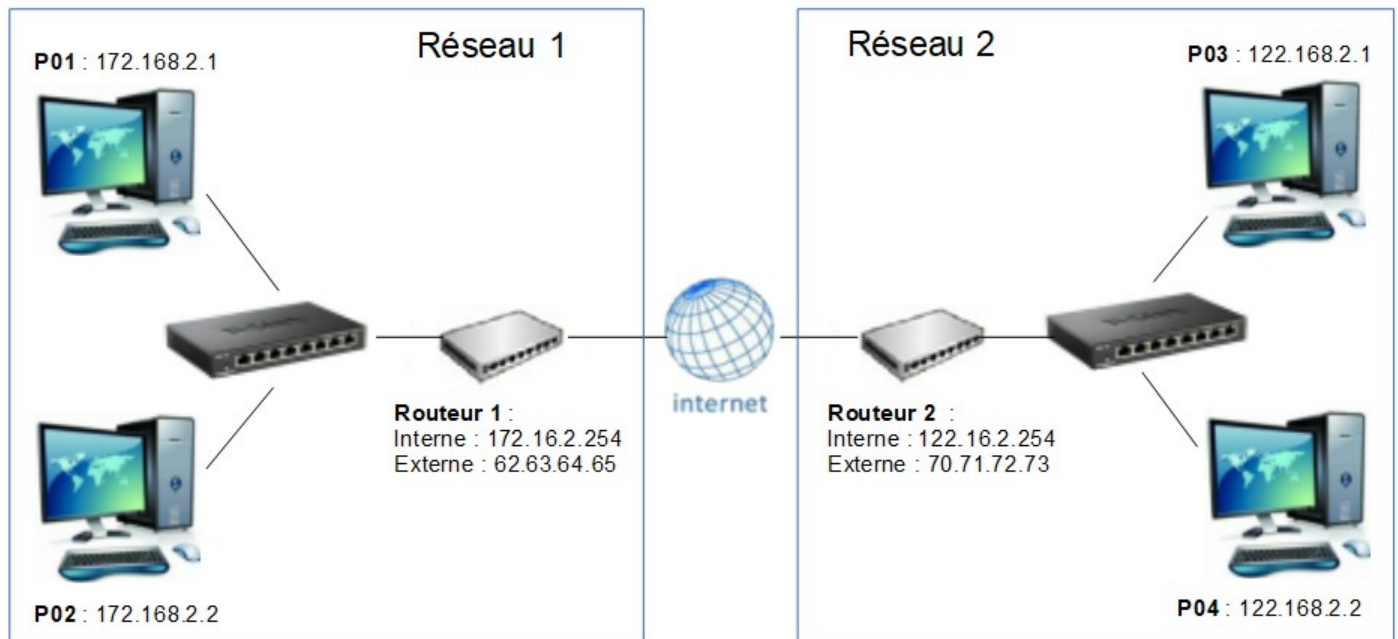 Réseau 1
P01 : 172.168.2.1
Routeur 1 :
Interne : 172.16.2.254
Externe : 62.63.64.65
P02 : 172.168.2.2
internet
Réseau 2
P03 : 122.168.2.1
Routeur 2 :
Interne : 122.16.2.254
Externe : 70.71.72.73
P04 : 122.168.2.2